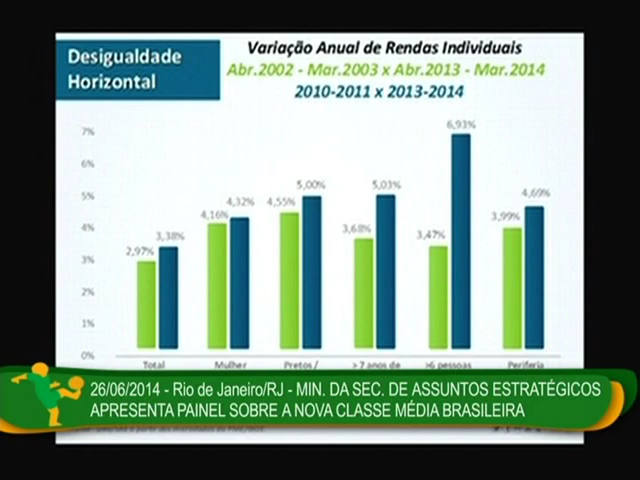 Desigualdade
Horizontal
Variação Anual de Rendas Individuais
Abr.2002 - Mar.2003 x Abr.2013 - Mar.2014
2010-2011 x 2013-2014
7%
6%
5%
4%
3%
2%
1%
0%
2,97%
3,38%
4,16%
4,32%
4,55%
5,00%
3,68%
5,03%
3,47%
6,93%
3,99%
4,69%
Total
Mulher
Pretos /
> 7 anos de
>6 pessoas
Periferia
26/06/2014 - Rio de Janeiro/RJ - MIN. DA SEC. DE ASSUNTOS ESTRATÉGICOS
APRESENTA PAINEL SOBRE A NOVA CLASSE MÉDIA BRASILEIRA